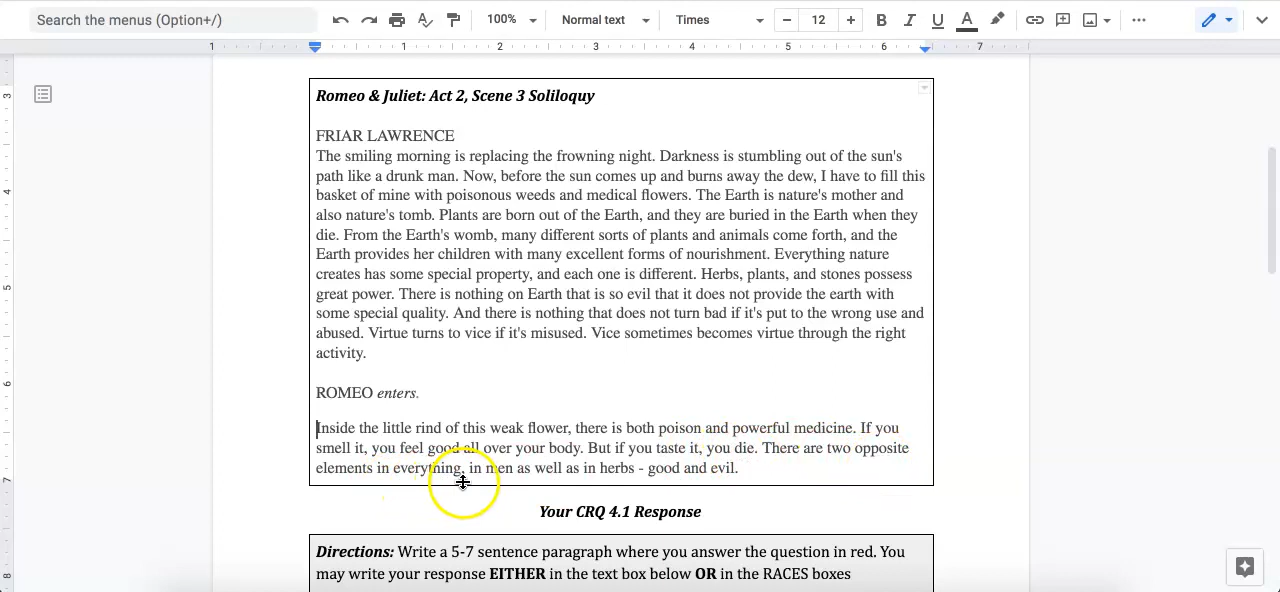 Search the menus (Option+/)
100%
Normal text
Times
12
B I U A
1 1 2 3 4 5 6 7
3
4
5
6
7
8
Romeo & Juliet: Act 2, Scene 3 Soliloquy
FRIAR LAWRENCE
The smiling morning is replacing the frowning night. Darkness is stumbling out of the sun's
path like a drunk man. Now, before the sun comes up and burns away the dew, I have to fill this
basket of mine with poisonous weeds and medical flowers. The Earth is nature's mother and
also nature's tomb. Plants are born out of the Earth, and they are buried in the Earth when they
die. From the Earth's womb, many different sorts of plants and animals come forth, and the
Earth provides her children with many excellent forms of nourishment. Everything nature
creates has some special property, and each one is different. Herbs, plants, and stones possess
great power. There is nothing on Earth that is so evil that it does not provide the earth with
some special quality. And there is nothing that does not turn bad if it's put to the wrong use and
abused. Virtue turns to vice if it's misused. Vice sometimes becomes virtue through the right
activity.
ROMEO enters.
Inside the little rind of this weak flower, there is both poison and powerful medicine. If you
smell it, you feel good all over your body. But if you taste it, you die. There are two opposite
elements in everything, in men as well as in herbs - good and evil.
Your CRQ 4.1 Response
Directions: Write a 5-7 sentence paragraph where you answer the question in red. You
may write your response EITHER in the text box below OR in the RACES boxes